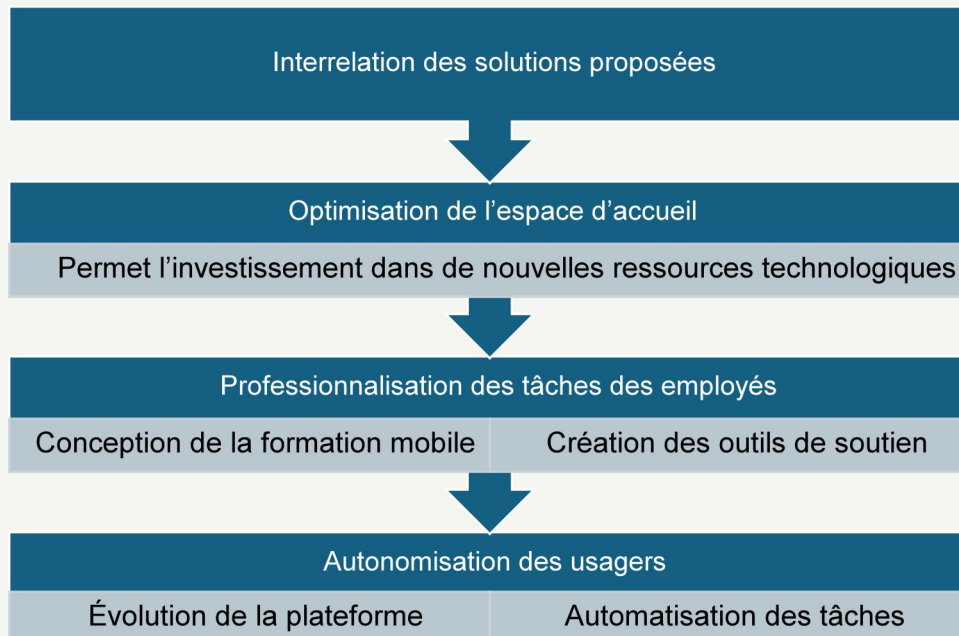 Interrelation des solutions proposées
Optimisation de l’espace d’accueil
Permet l’investissement dans de nouvelles ressources technologiques
Professionnalisation des tâches des employés
Conception de la formation mobile
Création des outils de soutien
Autonomisation des usagers
Évolution de la plateforme
Automatisation des tâches